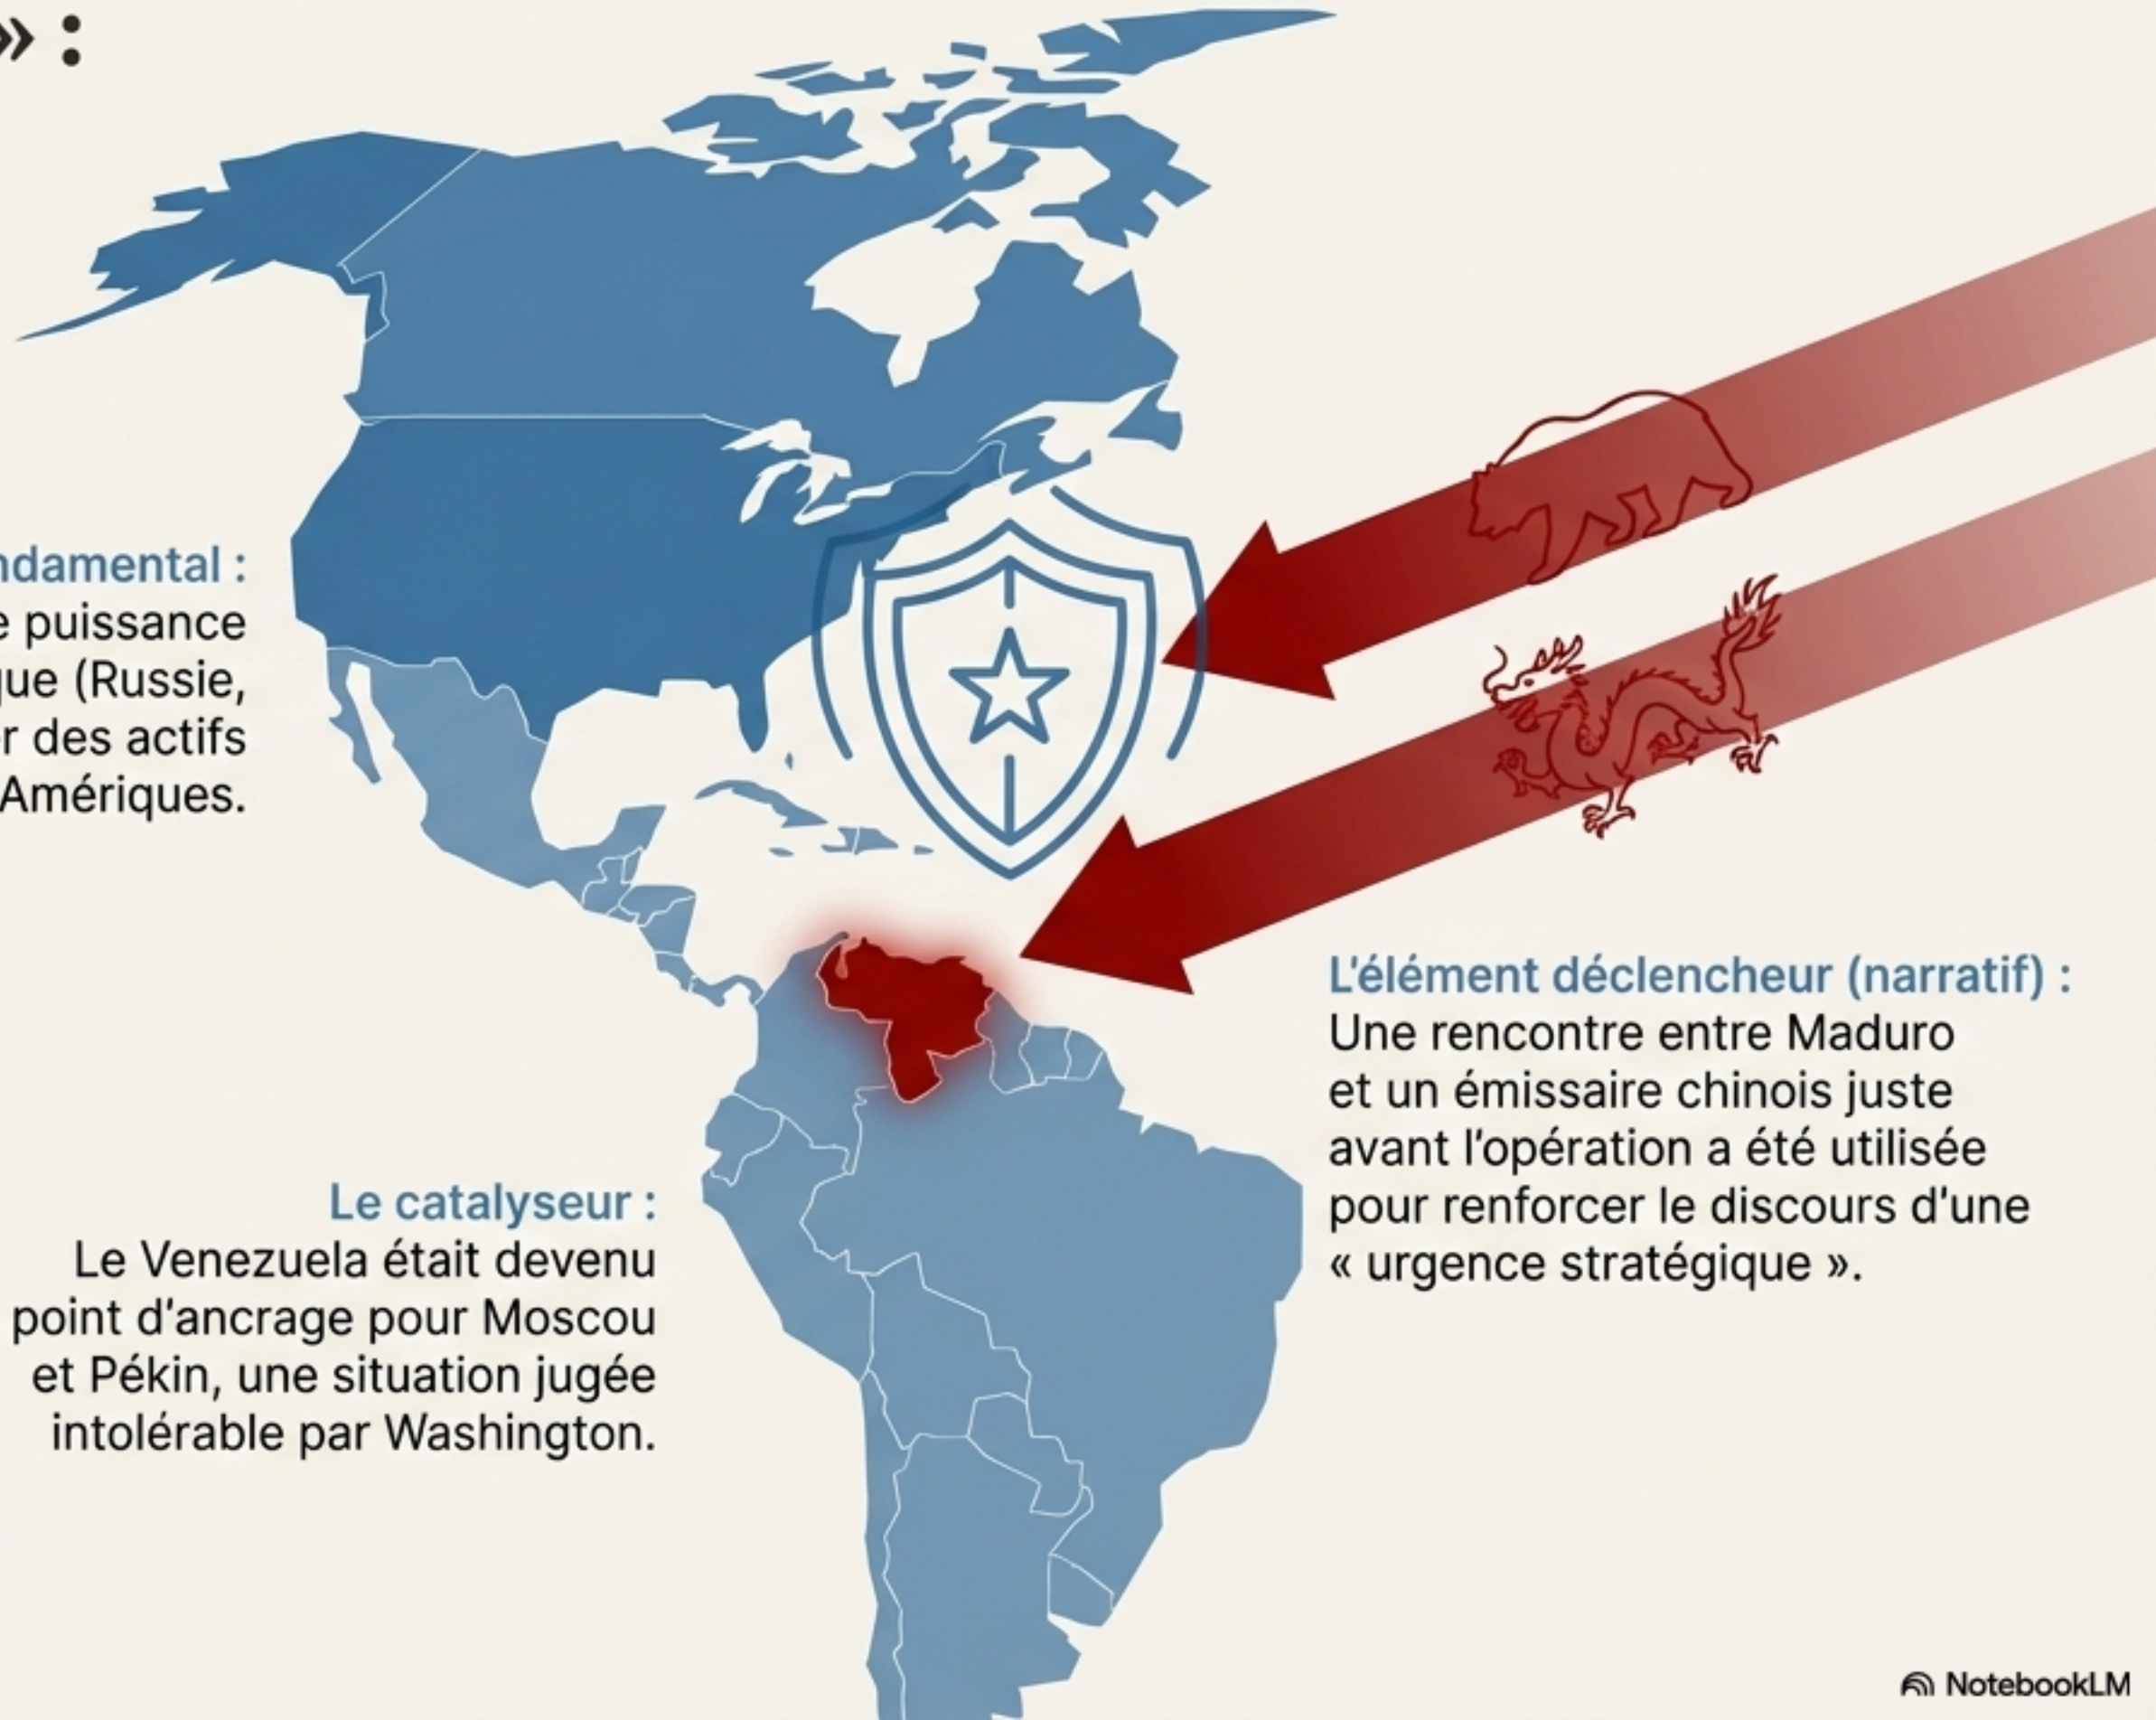 » :
ndamental :
e puissance
que (Russie,
r des actifs
Amériques.
L'élément déclencheur (narratif) :
Une rencontre entre Maduro
et un émissaire chinois juste
avant l'opération a été utilisée
pour renforcer le discours d'une
« urgence stratégique ».
Le catalyseur :
Le Venezuela était devenu
point d'ancrage pour Moscou
et Pékin, une situation jugée
intolérable par Washington.
NotebookLM